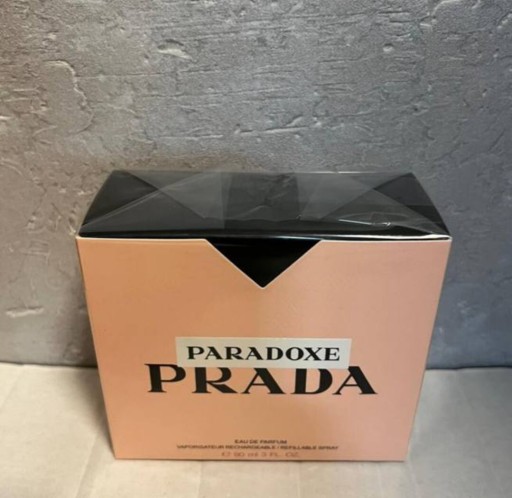 PARADOXE
PRADA
EAU DE PARFUM
VAPORISATEUR RECHARGEABLE / REFILLABLE SPRAY
℮ 90 ml 3 FL. OZ.